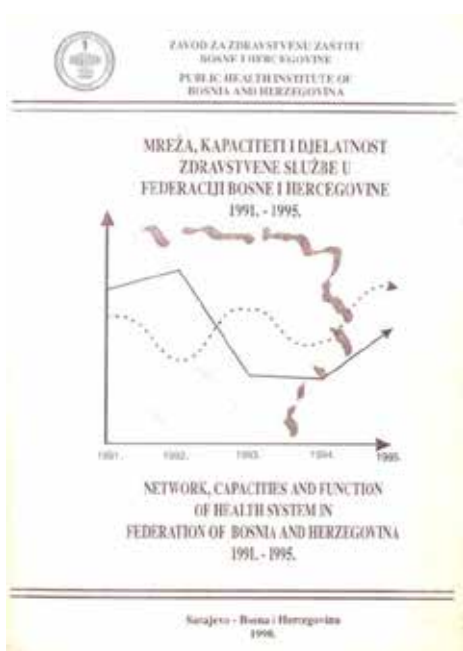 ZAVOD ZA ZDRAVSTVENU ZAŠTITU
BOSNE I HERCEGOVINE
PUBLIC HEALTH INSTITUTE OF
BOSNIA AND HERZEGOVINA
MREŽA, KAPACITETI I DJELATNOST
ZDRAVSTVENE SLUŽBE U
FEDERACIJI BOSNE I HERCEGOVINE
1991. - 1995.
1991. 1992. 1993. 1994. 1995.
NETWORK, CAPACITIES AND FUNCTION
OF HEALTH SYSTEM IN
FEDERATION OF BOSNIA AND HERZEGOVINA
1991. - 1995.
Sarajevo - Bosna i Hercegovina